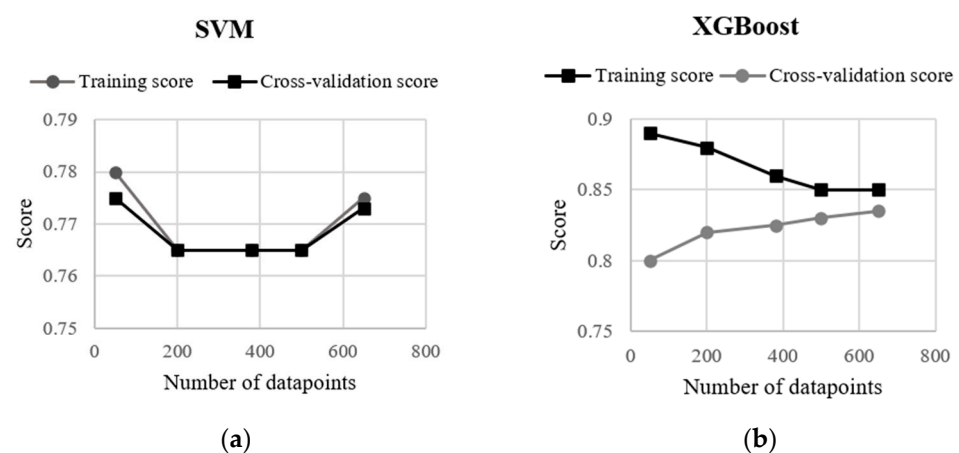 SVM
Training score
Cross-validation score
0.79
0.78
0.77
0.76
0.75
Score
0
200
400
600
800
Number of datapoints
(a)
XGBoost
Training score
Cross-validation score
0.9
0.85
0.8
0.75
Score
0
200
400
600
800
Number of datapoints
(b)